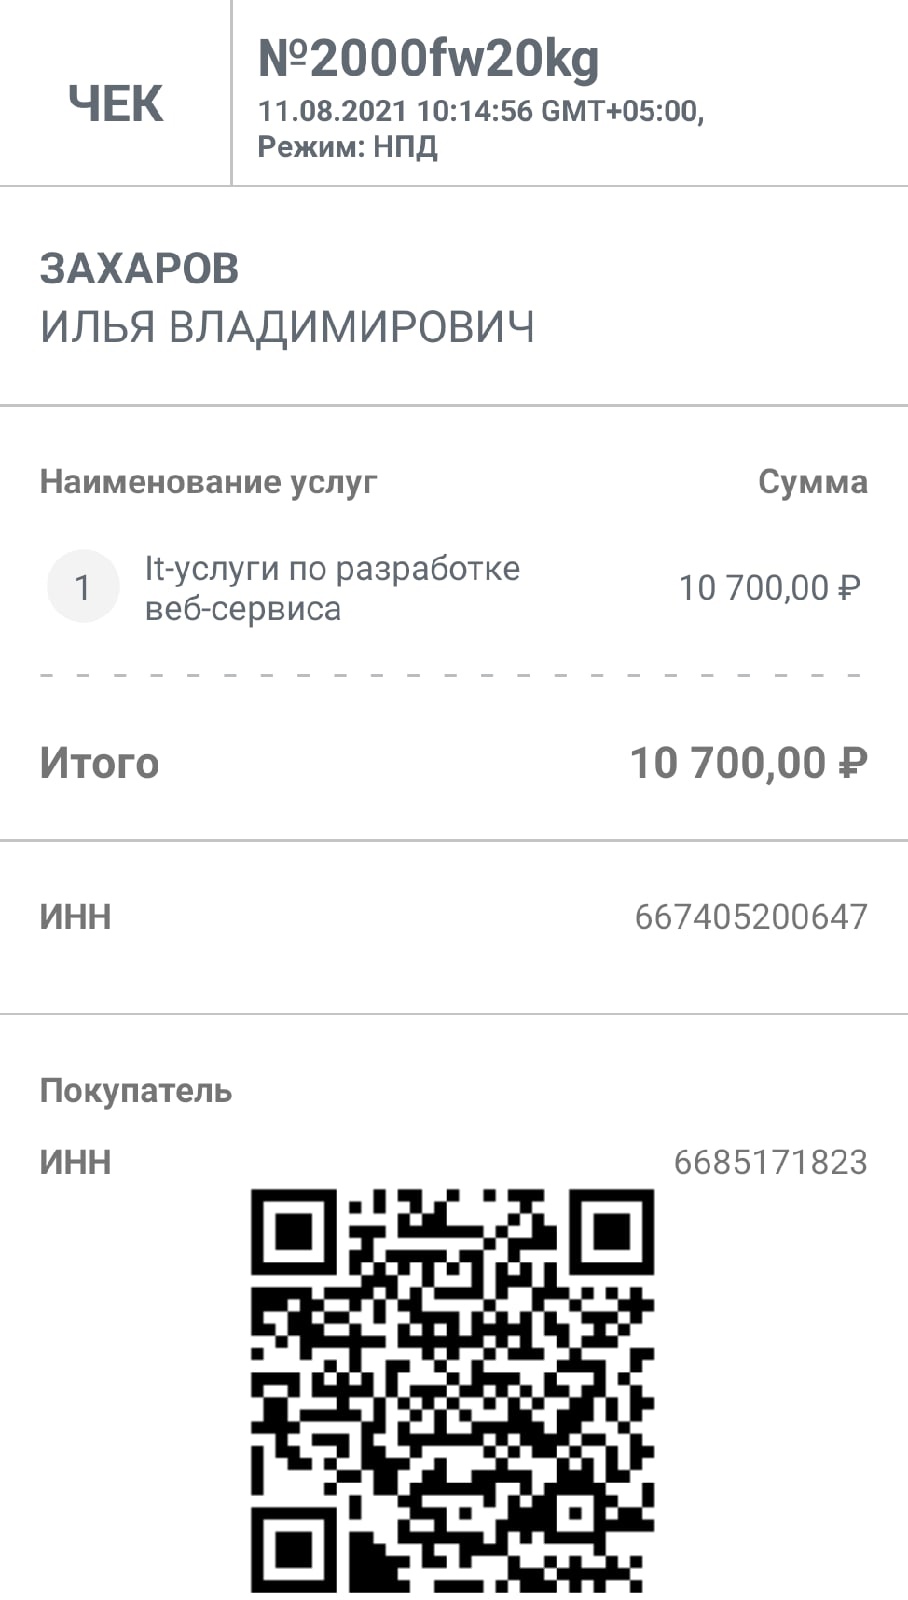 ЧЕК
№2000fw20kg
11.08.2021 10:14:56 GMT+05:00,
Режим: НПД
ЗАХАРОВ
ИЛЬЯ ВЛАДИМИРОВИЧ
Наименование услуг Сумма
1 It-услуги по разработке
веб-сервиса 10 700,00 ₽
Итого 10 700,00 ₽
ИНН 667405200647
Покупатель
ИНН 6685171823